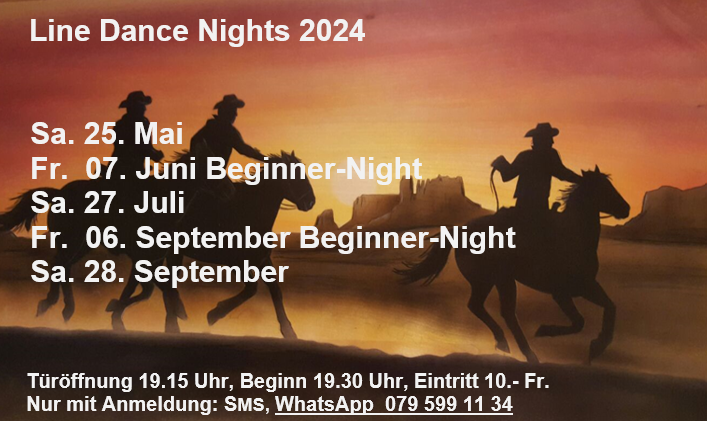 Line Dance Nights 2024
Sa. 25. Mai
Fr.  07. Juni Beginner-Night
Sa. 27. Juli
Fr.  06. September Beginner-Night
Sa. 28. September
Türöffnung 19.15 Uhr, Beginn 19.30 Uhr, Eintritt 10.- Fr.
Nur mit Anmeldung: SMS, WhatsApp  079 599 11 34